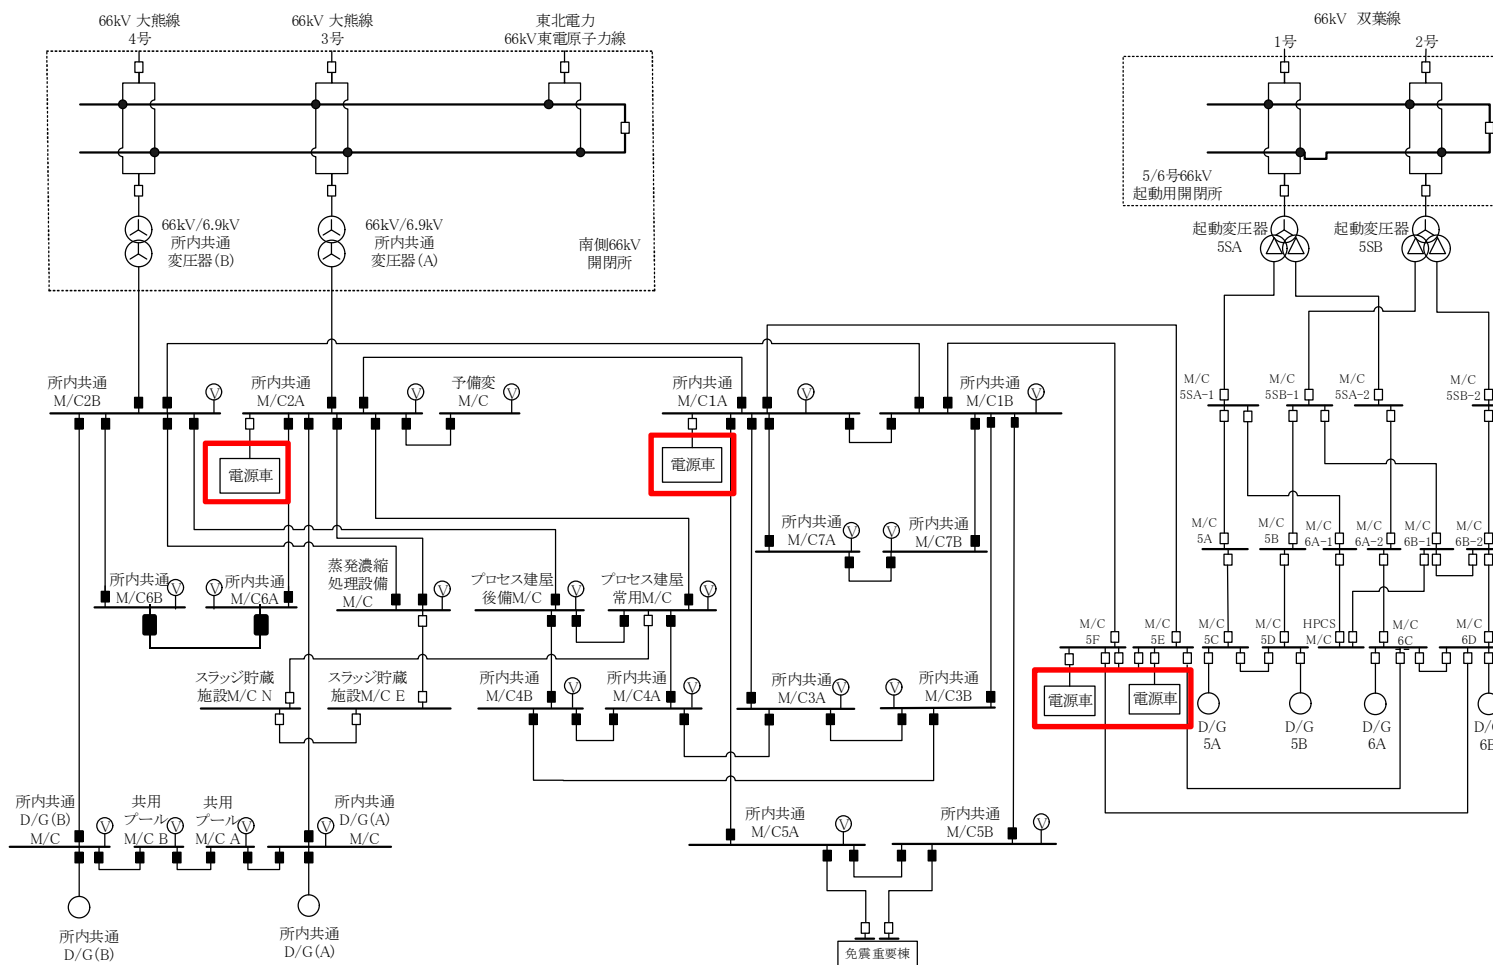 66kV 大熊線
4号
66kV 大熊線
3号
東北電力
66kV東電原子力線
66kV 双葉線
1号
2号
66kV/6.9kV
所内共通
変圧器(B)
66kV/6.9kV
所内共通
変圧器(A)
南側66kV
開閉所
5/6号66kV
起動用開閉所
起動変圧器
5SA
起動変圧器
5SB
所内共通
M/C2B
V
所内共通
M/C2A
V
予備変
M/C
V
所内共通
M/C1A
V
所内共通
M/C1B
V
M/C
5SA-1
M/C
5SB-1
M/C
5SA-2
M/C
5SB-2
電源車
電源車
所内共通
M/C7A
V
V
所内共通
M/C7B
M/C
5A
M/C
5B
M/C
6A-1
M/C
6A-2
M/C
6B-1
M/C
6B-2
所内共通
M/C6B
V
所内共通
M/C6A
V
蒸発濃縮
処理設備
M/C
V
プロセス建屋
後備M/C
V
プロセス建屋
常用M/C
V
M/C
5F
M/C
5E
M/C
5C
M/C
5D
HPCS
M/C
M/C
6C
M/C
6D
スラッジ貯蔵
施設M/C N
スラッジ貯蔵
施設M/C E
所内共通
M/C4B
V
所内共通
M/C4A
V
所内共通
M/C3A
V
V
所内共通
M/C3B
電源車
電源車
D/G
5A
D/G
5B
D/G
6A
D/G
6B
所内共通
D/G(B)
M/C
V
共用
プール
M/C B
V
共用
プール
M/C A
V
V
所内共通
D/G(A)
M/C
所内共通
M/C5A
V
所内共通
M/C5B
V
所内共通
D/G(B)
所内共通
D/G(A)
免震重要棟